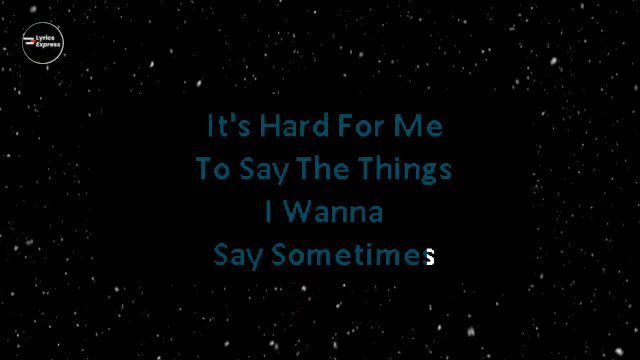 Lyrics
Express
It's Hard For Me
To Say The Things
I Wanna
Say Sometimes